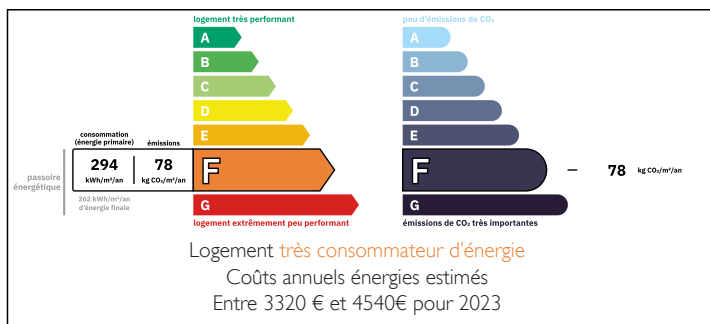 logement très performant
A
B
C
D
E
consommation
(énergie primaire)
émissions
294
kWh/m²/an
78
kg CO₂/m²/an
F
passoire
énergétique
262 kWh/m²/an
d'énergie finale
G
logement extrêmement peu performant
peu d'émissions de CO₂
A
B
C
D
E
F
78 kg CO₂/m²/an
G
émissions de CO₂ très importantes
Logement très consommateur d'énergie
Coûts annuels énergies estimés
Entre 3320 € et 4540€ pour 2023